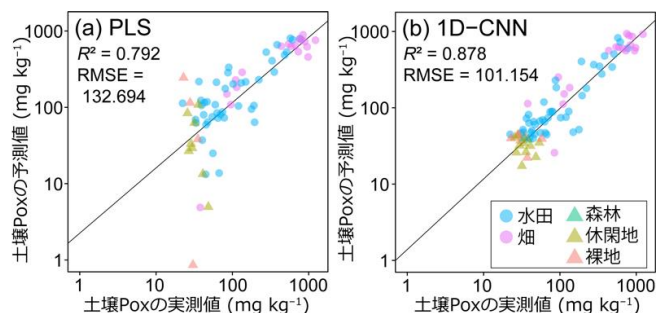 (a) PLS
R² = 0.792
RMSE =
132.694
土壌Poxの予測値 (mg kg⁻¹)
1000
100
10
1
1
10
100
1000
土壌Poxの実測値 (mg kg⁻¹)
(b) 1D−CNN
R² = 0.878
RMSE = 101.154
土壌Poxの予測値 (mg kg⁻¹)
1000
100
10
1
水田
畑
森林
休閑地
裸地
1
10
100
1000
土壌Poxの実測値 (mg kg⁻¹)